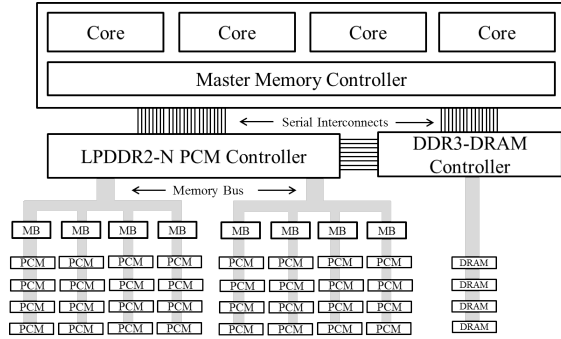 Core Core Core Core
Master Memory Controller
Serial Interconnects
LPDDR2-N PCM Controller
DDR3-DRAM
Controller
Memory Bus
MB MB MB MB MB MB MB MB
PCM PCM PCM PCM PCM PCM PCM PCM DRAM
PCM PCM PCM PCM PCM PCM PCM PCM DRAM
PCM PCM PCM PCM PCM PCM PCM PCM DRAM
PCM PCM PCM PCM PCM PCM PCM PCM DRAM